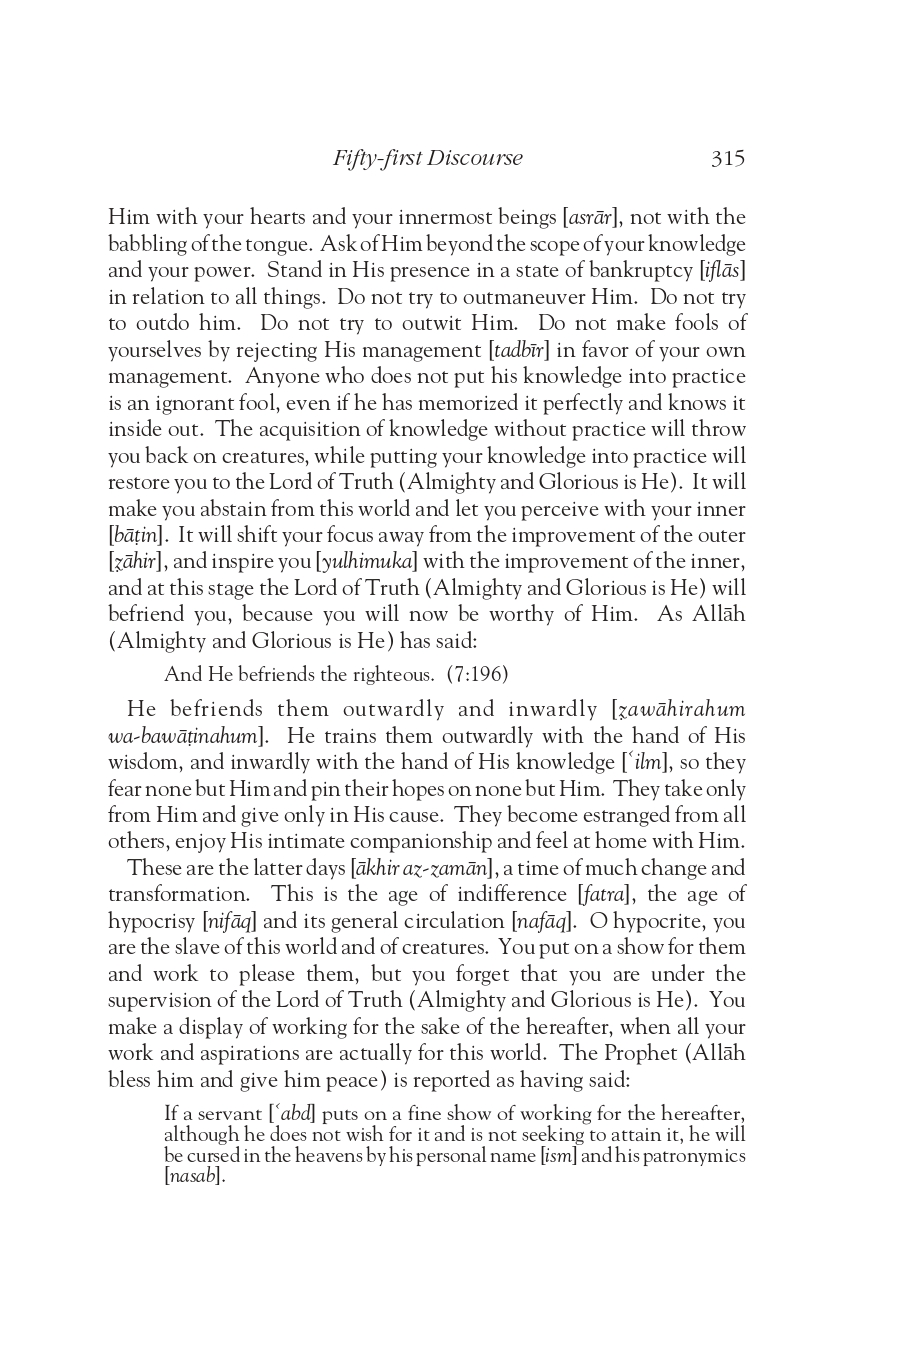 Fifty-first Discourse 315
Him with your hearts and your innermost beings [asrār], not with the
babbling of the tongue. Ask of Him beyond the scope of your knowledge
and your power. Stand in His presence in a state of bankruptcy [iflās]
in relation to all things. Do not try to outmaneuver Him. Do not try
to outdo him. Do not try to outwit Him. Do not make fools of
yourselves by rejecting His management [tadbīr] in favor of your own
management. Anyone who does not put his knowledge into practice
is an ignorant fool, even if he has memorized it perfectly and knows it
inside out. The acquisition of knowledge without practice will throw
you back on creatures, while putting your knowledge into practice will
restore you to the Lord of Truth (Almighty and Glorious is He). It will
make you abstain from this world and let you perceive with your inner
[bāṭin]. It will shift your focus away from the improvement of the outer
[ẓāhir], and inspire you [yulhimuka] with the improvement of the inner,
and at this stage the Lord of Truth (Almighty and Glorious is He) will
befriend you, because you will now be worthy of Him. As Allāh
(Almighty and Glorious is He) has said:
And He befriends the righteous. (7:196)
He befriends them outwardly and inwardly [ẓawāhirahum
wa-bawāṭinahum]. He trains them outwardly with the hand of His
wisdom, and inwardly with the hand of His knowledge [ʿilm], so they
fear none but Him and pin their hopes on none but Him. They take only
from Him and give only in His cause. They become estranged from all
others, enjoy His intimate companionship and feel at home with Him.
These are the latter days [ākhir az-zamān], a time of much change and
transformation. This is the age of indifference [fatra], the age of
hypocrisy [nifāq] and its general circulation [nafāq]. O hypocrite, you
are the slave of this world and of creatures. You put on a show for them
and work to please them, but you forget that you are under the
supervision of the Lord of Truth (Almighty and Glorious is He). You
make a display of working for the sake of the hereafter, when all your
work and aspirations are actually for this world. The Prophet (Allāh
bless him and give him peace) is reported as having said:
If a servant [ʿabd] puts on a fine show of working for the hereafter,
although he does not wish for it and is not seeking to attain it, he will
be cursed in the heavens by his personal name [ism] and his patronymics
[nasab].